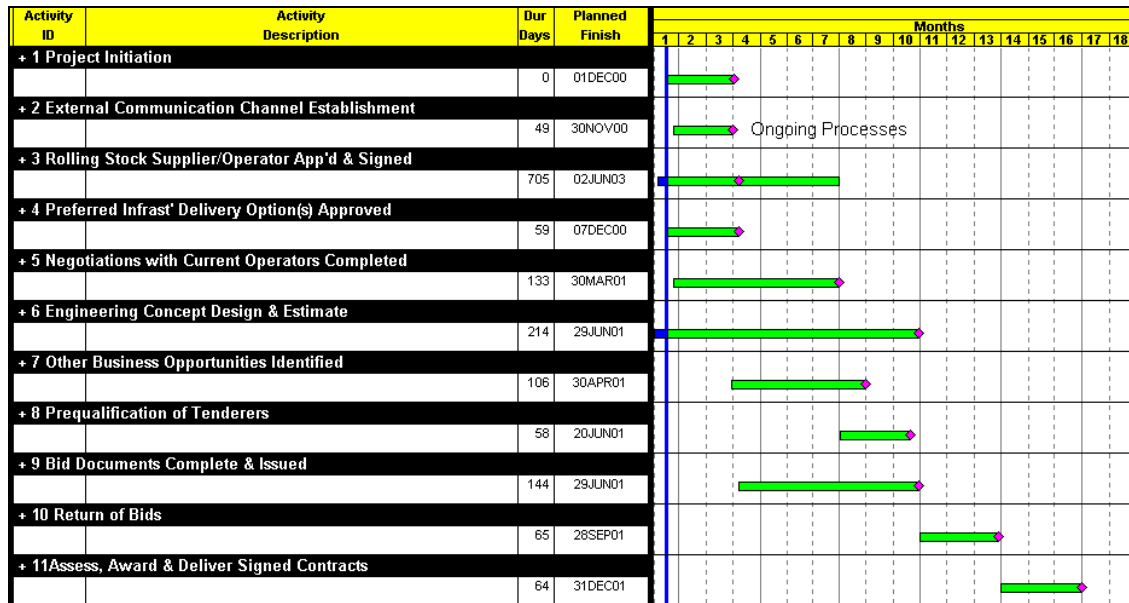 Activity ID Activity Description Dur Days Planned Finish Months
1 2 3 4 5 6 7 8 9 10 11 12 13 14 15 16 17 18
+ 1 Project Initiation
0 01DEC00
+ 2 External Communication Channel Establishment
49 30NOV00 Ongoing Processes
+ 3 Rolling Stock Supplier/Operator App'd & Signed
705 02JUN03
+ 4 Preferred Infrast' Delivery Option(s) Approved
59 07DEC00
+ 5 Negotiations with Current Operators Completed
133 30MAR01
+ 6 Engineering Concept Design & Estimate
214 29JUN01
+ 7 Other Business Opportunities Identified
106 30APR01
+ 8 Prequalification of Tenderers
58 20JUN01
+ 9 Bid Documents Complete & Issued
144 29JUN01
+ 10 Return of Bids
65 28SEP01
+ 11Assess, Award & Deliver Signed Contracts
64 31DEC01